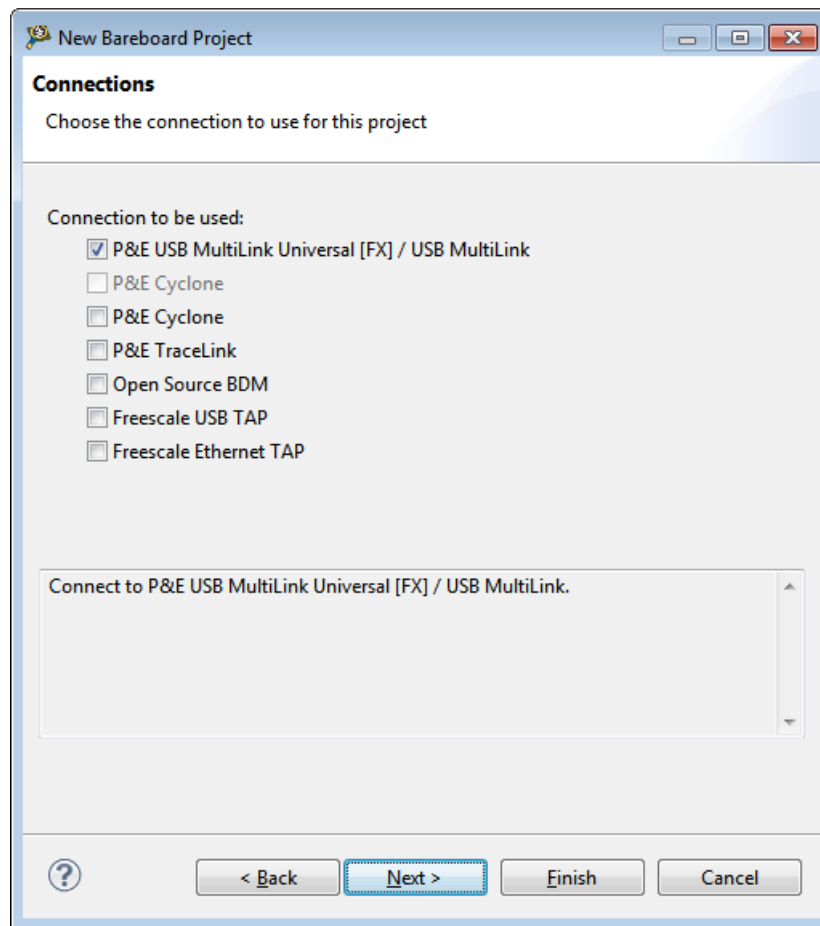 New Bareboard Project
Connections
Choose the connection to use for this project
Connection to be used:
P&E USB MultiLink Universal [FX] / USB MultiLink
P&E Cyclone
P&E Cyclone
P&E TraceLink
Open Source BDM
Freescale USB TAP
Freescale Ethernet TAP
Connect to P&E USB MultiLink Universal [FX] / USB MultiLink.
? < Back Next > Finish Cancel